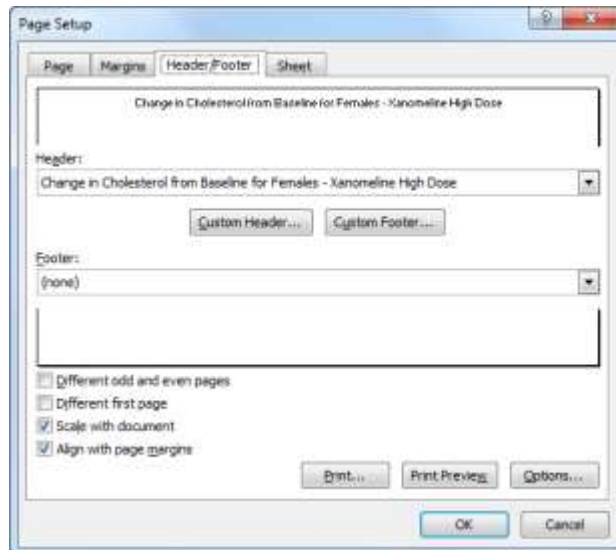 Page Setup
Page Margins Header/Footer Sheet
Change in Cholesterol from Baseline for Females - Xanomeline High Dose
Header:
Change in Cholesterol from Baseline for Females - Xanomeline High Dose
Custom Header... Custom Footer...
Footer:
(none)
Different odd and even pages
Different first page
Scale with document
Align with page margins
Print... Print Preview Options...
OK Cancel